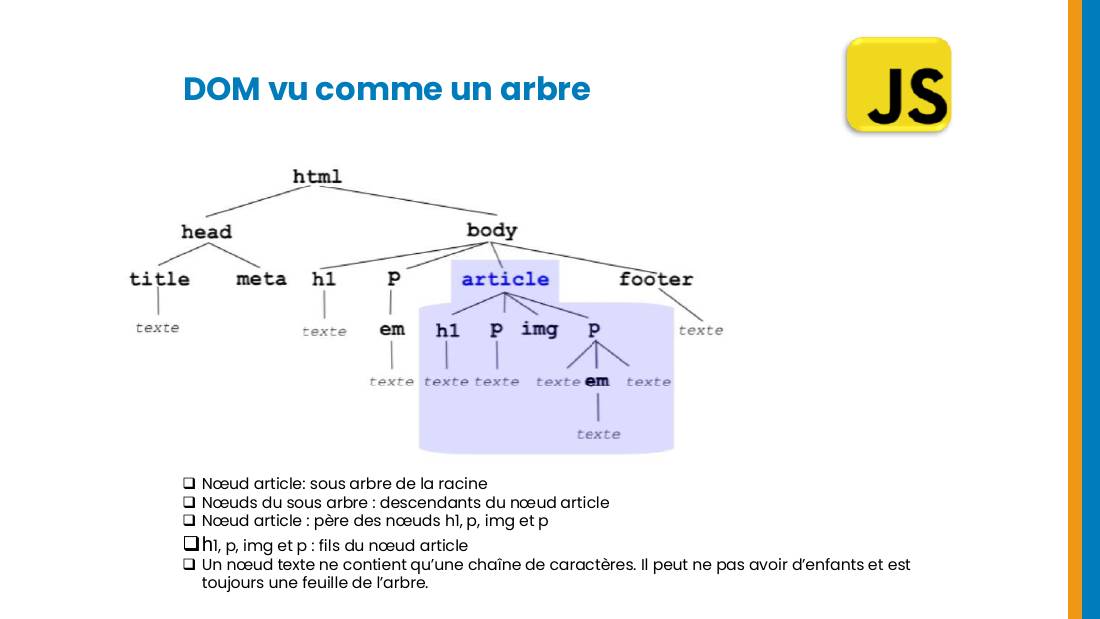 DOM vu comme un arbre
JS
html
head body
title meta h1 p article footer
texte texte em h1 p img p texte
texte texte texte texte em texte
texte
❑ Nœud article: sous arbre de la racine
❑ Nœuds du sous arbre : descendants du nœud article
❑ Nœud article : père des nœuds h1, p, img et p
❑h1, p, img et p : fils du nœud article
❑ Un nœud texte ne contient qu’une chaîne de caractères. Il peut ne pas avoir d’enfants et est
toujours une feuille de l’arbre.